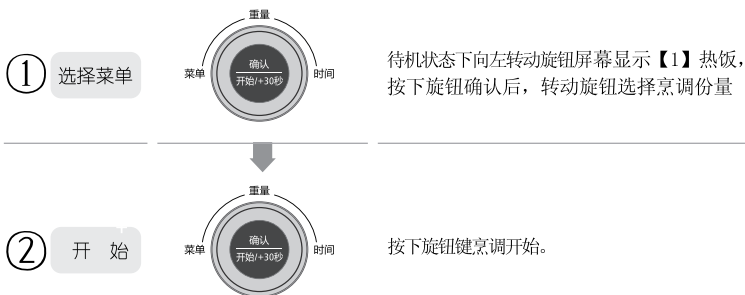 重量
① 选择菜单
菜单
确认
开始/+30秒
时间
待机状态下向左转动旋钮屏幕显示【1】热饭，
按下旋钮确认后，转动旋钮选择烹调份量
重量
② 开 始
菜单
确认
开始/+30秒
时间
按下旋钮键烹调开始。